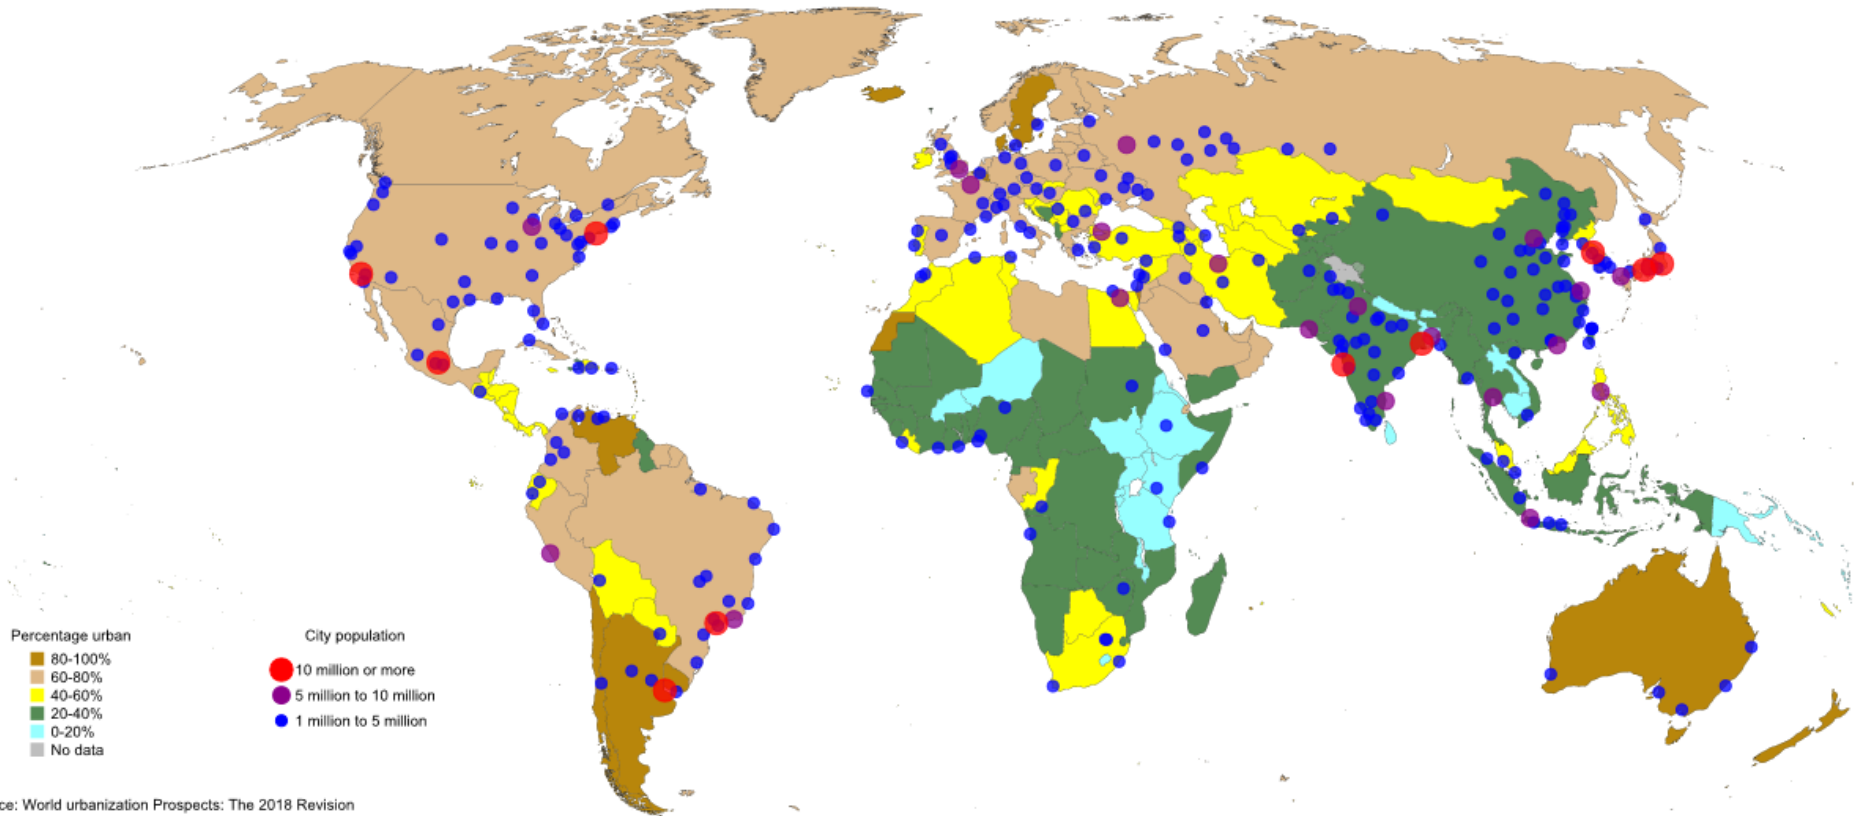 Percentage urban
80-100%
60-80%
40-60%
20-40%
0-20%
No data
City population
10 million or more
5 million to 10 million
1 million to 5 million
ce: World urbanization Prospects: The 2018 Revision